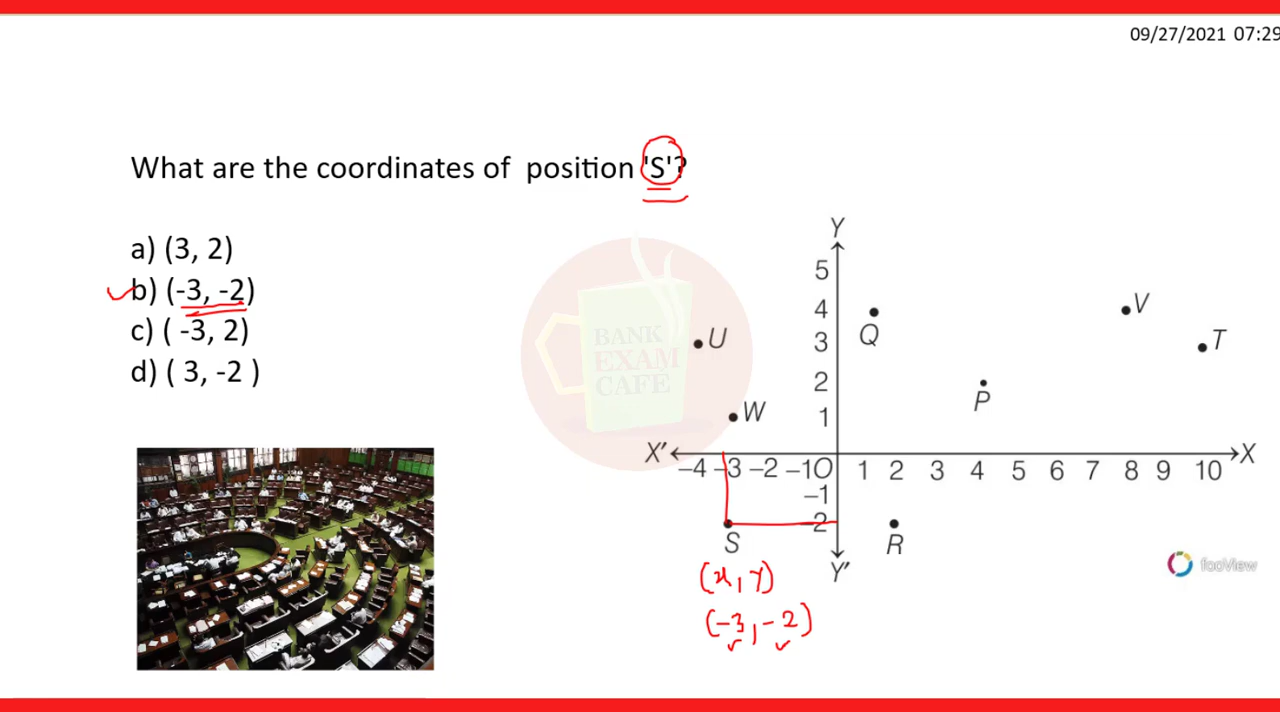 09/27/2021 07:29
What are the coordinates of position 'S'?
a) (3, 2)
b) (-3, -2)
c) ( -3, 2)
d) ( 3, -2 )
BANK
EXAM
CAFE
Y
5
4
3
2
1
U
W
Q
V
T
P
X'
X
–4 –3 –2 –1 O 1 2 3 4 5 6 7 8 9 10
–1
2
S
R
Y'
(x, y)
(-3, -2)
fooView